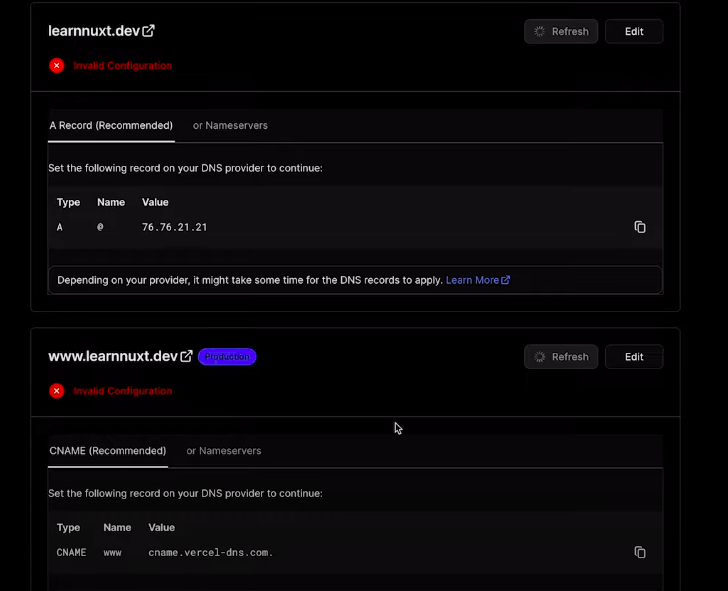 learnnuxt.dev
Refresh
Edit
Invalid Configuration
A Record (Recommended) or Nameservers
Set the following record on your DNS provider to continue:
Type Name Value
A @ 76.76.21.21
Depending on your provider, it might take some time for the DNS records to apply. Learn More
www.learnnuxt.dev Production
Refresh
Edit
Invalid Configuration
CNAME (Recommended) or Nameservers
Set the following record on your DNS provider to continue:
Type Name Value
CNAME www cname.vercel-dns.com.